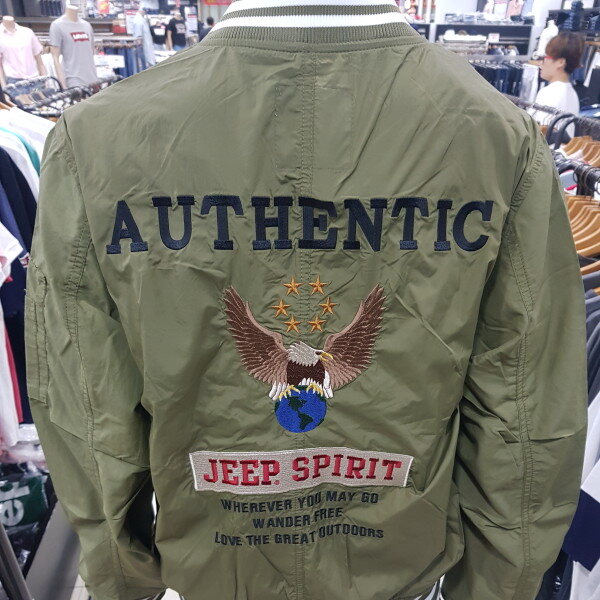 AUTHENTIC
JEEP. SPIRIT
WHEREVER YOU MAY GO
WANDER FREE
LOVE THE GREAT OUTDOORS